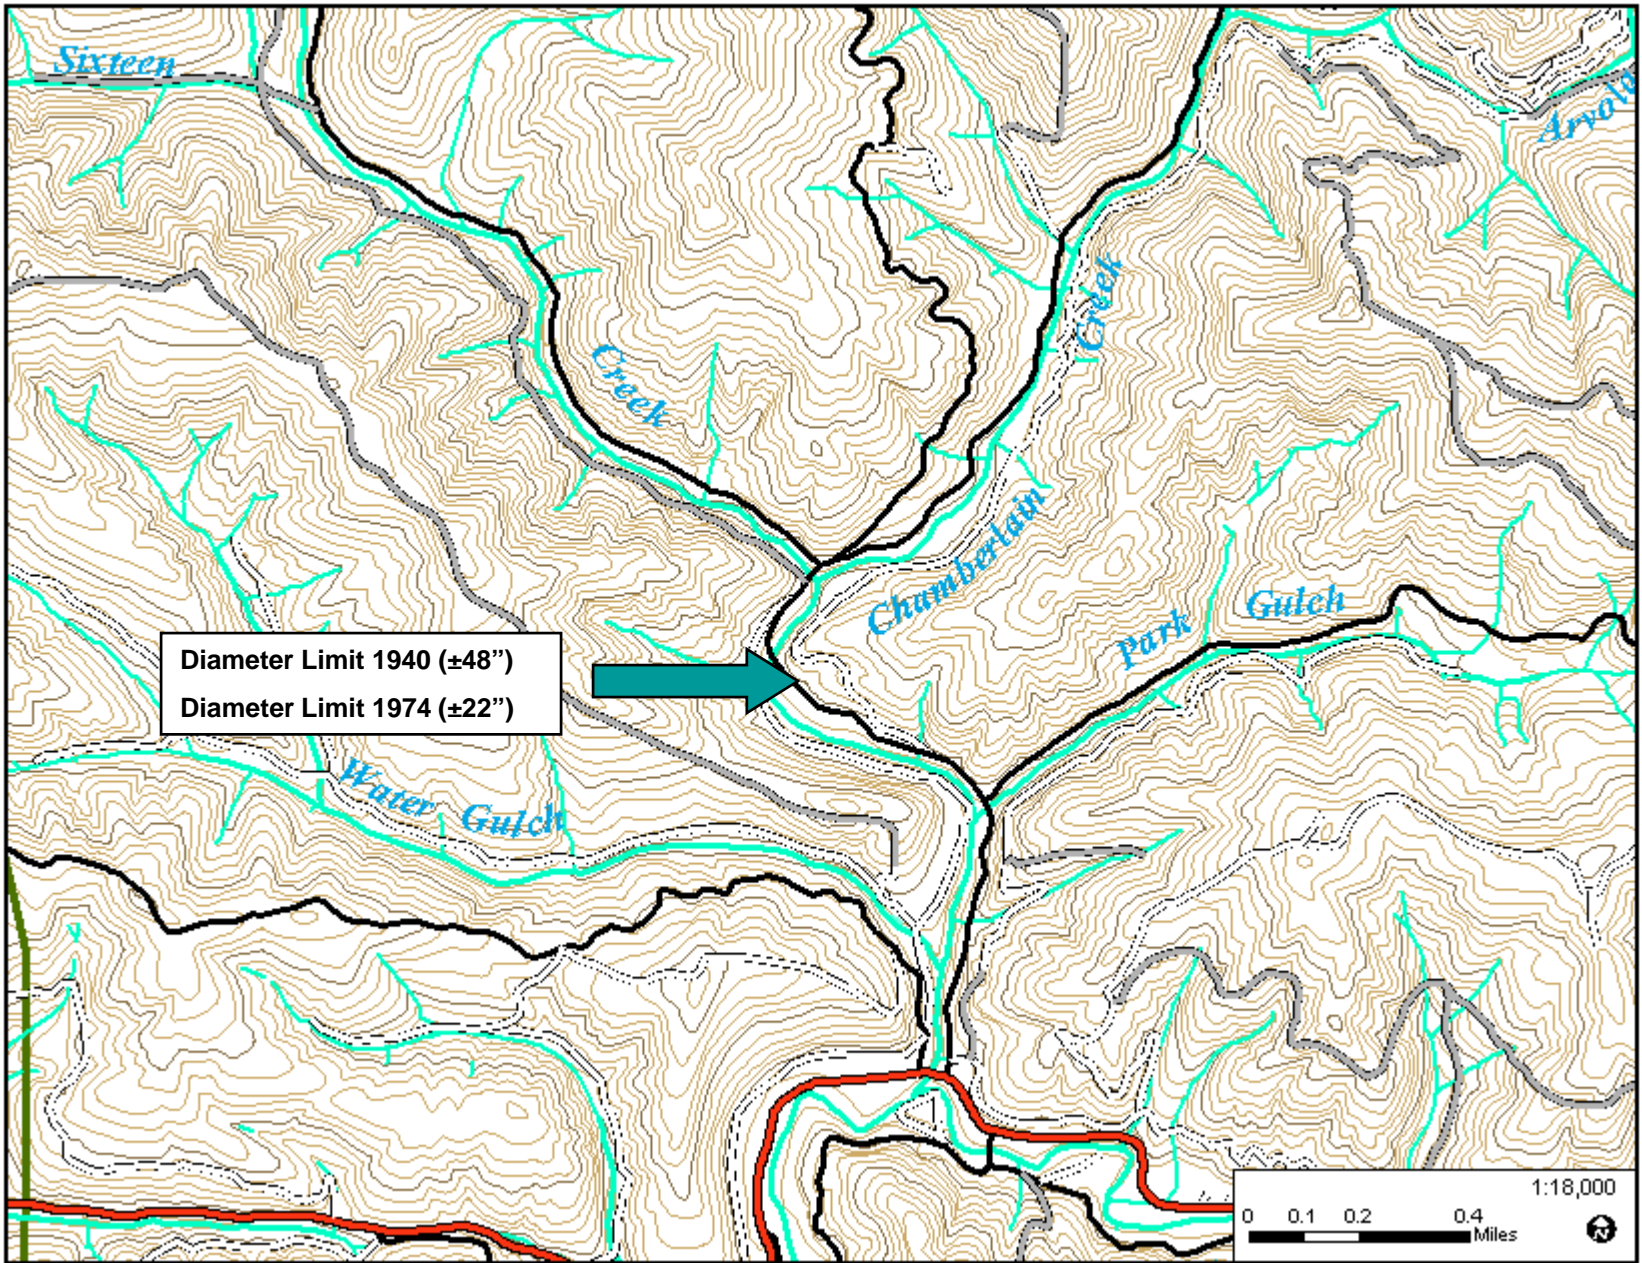 Sixteen
Arvola
Creek
Creek
Chamberlain
Gulch
Park
Diameter Limit 1940 (±48”)
Diameter Limit 1974 (±22”)
Water Gulch
1:18,000
0 0.1 0.2 0.4
Miles
N